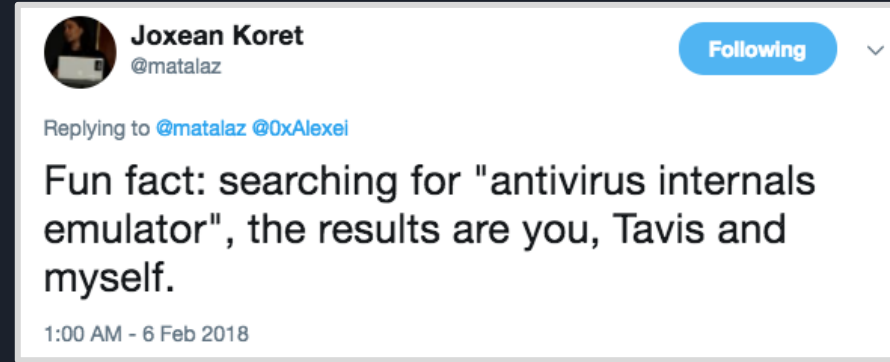 Joxean Koret
@matalaz
Following
Replying to @matalaz @0xAlexei
Fun fact: searching for "antivirus internals
emulator", the results are you, Tavis and
myself.
1:00 AM - 6 Feb 2018